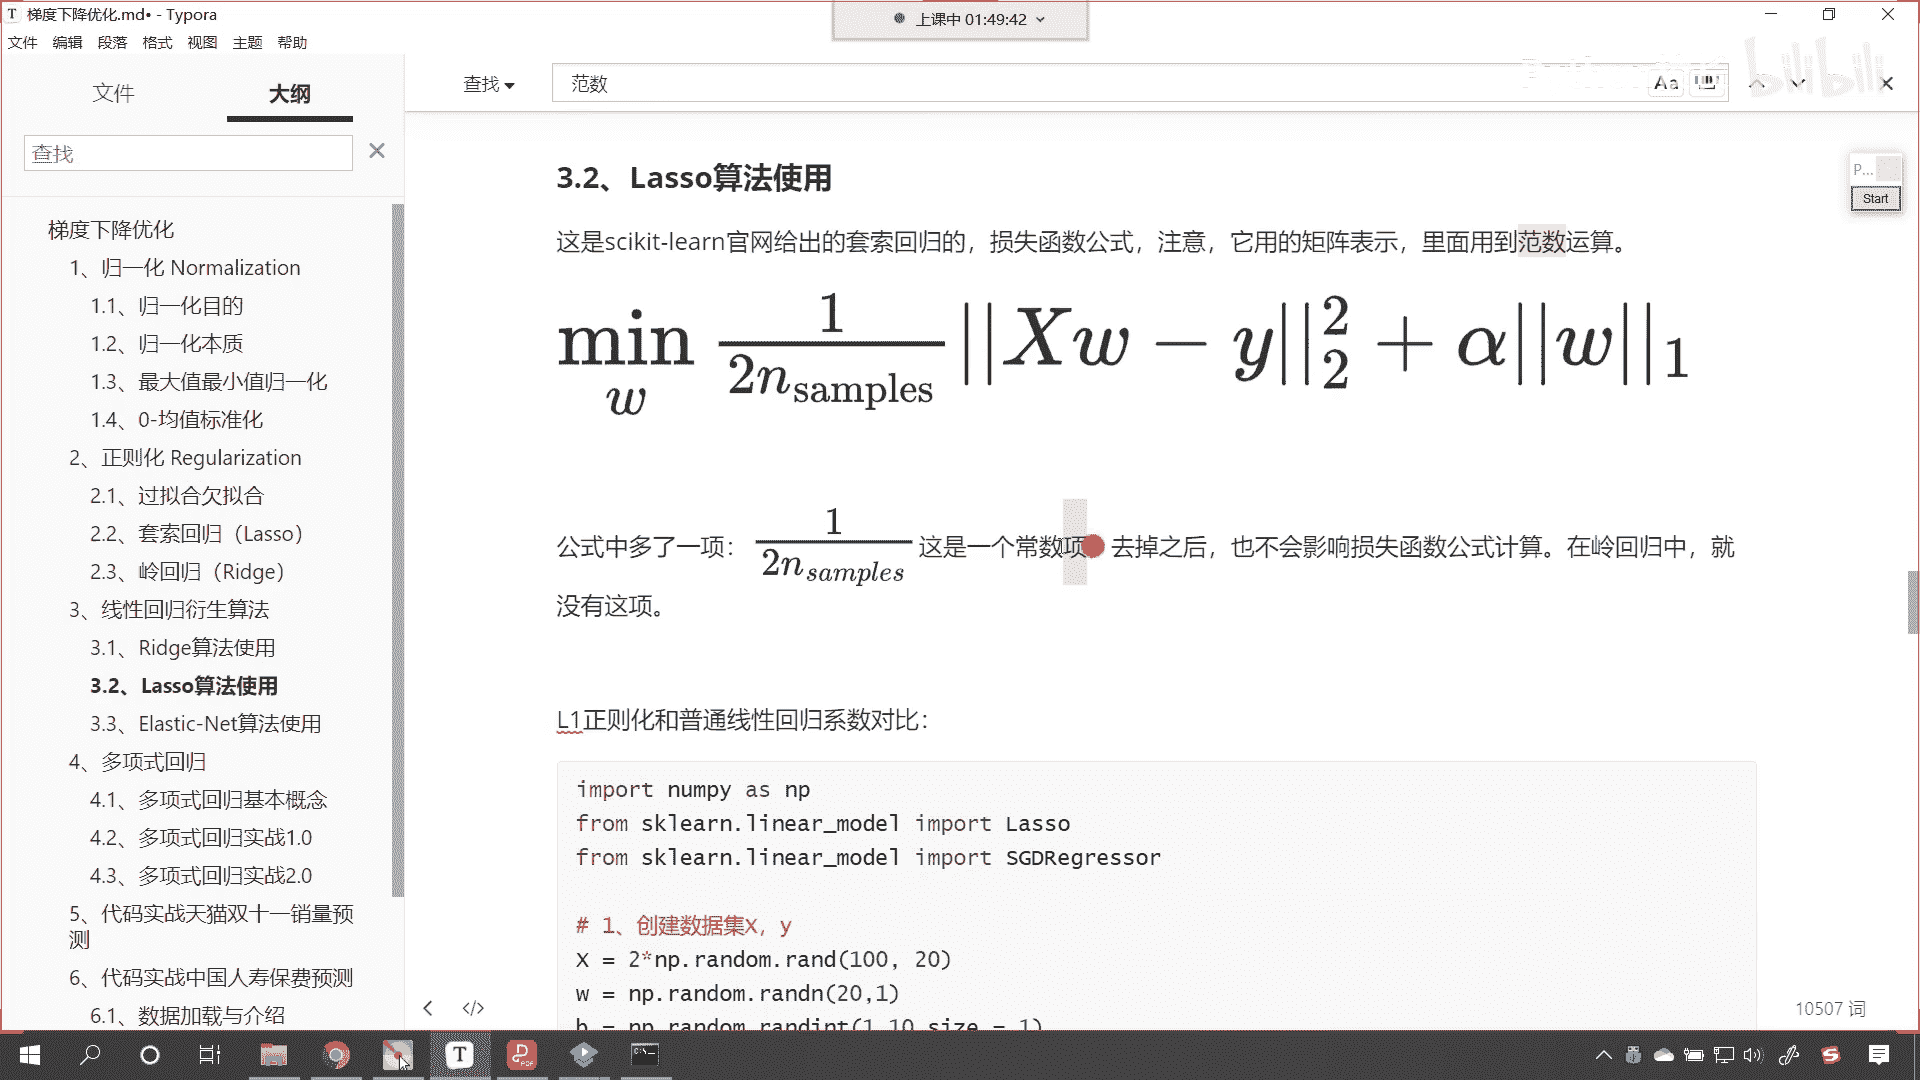 梯度下降优化.md• - Typora
上课中 01:49:42
文件 编辑 段落 格式 视图 主题 帮助
文件 大纲
查找
查找 范数
Aa
bilibili
P...
Start
梯度下降优化
1、归一化 Normalization
1.1、归一化目的
1.2、归一化本质
1.3、最大值最小值归一化
1.4、0-均值标准化
2、正则化 Regularization
2.1、过拟合欠拟合
2.2、套索回归（Lasso）
2.3、岭回归（Ridge）
3、线性回归衍生算法
3.1、Ridge算法使用
3.2、Lasso算法使用
3.3、Elastic-Net算法使用
4、多项式回归
4.1、多项式回归基本概念
4.2、多项式回归实战1.0
4.3、多项式回归实战2.0
5、代码实战天猫双十一销量预
测
6、代码实战中国人寿保费预测
6.1、数据加载与介绍
3.2、Lasso算法使用
这是scikit-learn官网给出的套索回归的，损失函数公式，注意，它用的矩阵表示，里面用到范数运算。
min_w 1/(2n_samples) ||Xw − y||_2^2 + α||w||_1
公式中多了一项： 1/(2n_samples) 这是一个常数项 去掉之后，也不会影响损失函数公式计算。在岭回归中，就
没有这项。
L1正则化和普通线性回归系数对比：
import numpy as np
from sklearn.linear_model import Lasso
from sklearn.linear_model import SGDRegressor
# 1、创建数据集X，y
X = 2*np.random.rand(100, 20)
w = np.random.randn(20,1)
b = np.random.randint(1,10,size = 1)
</>
10507 词